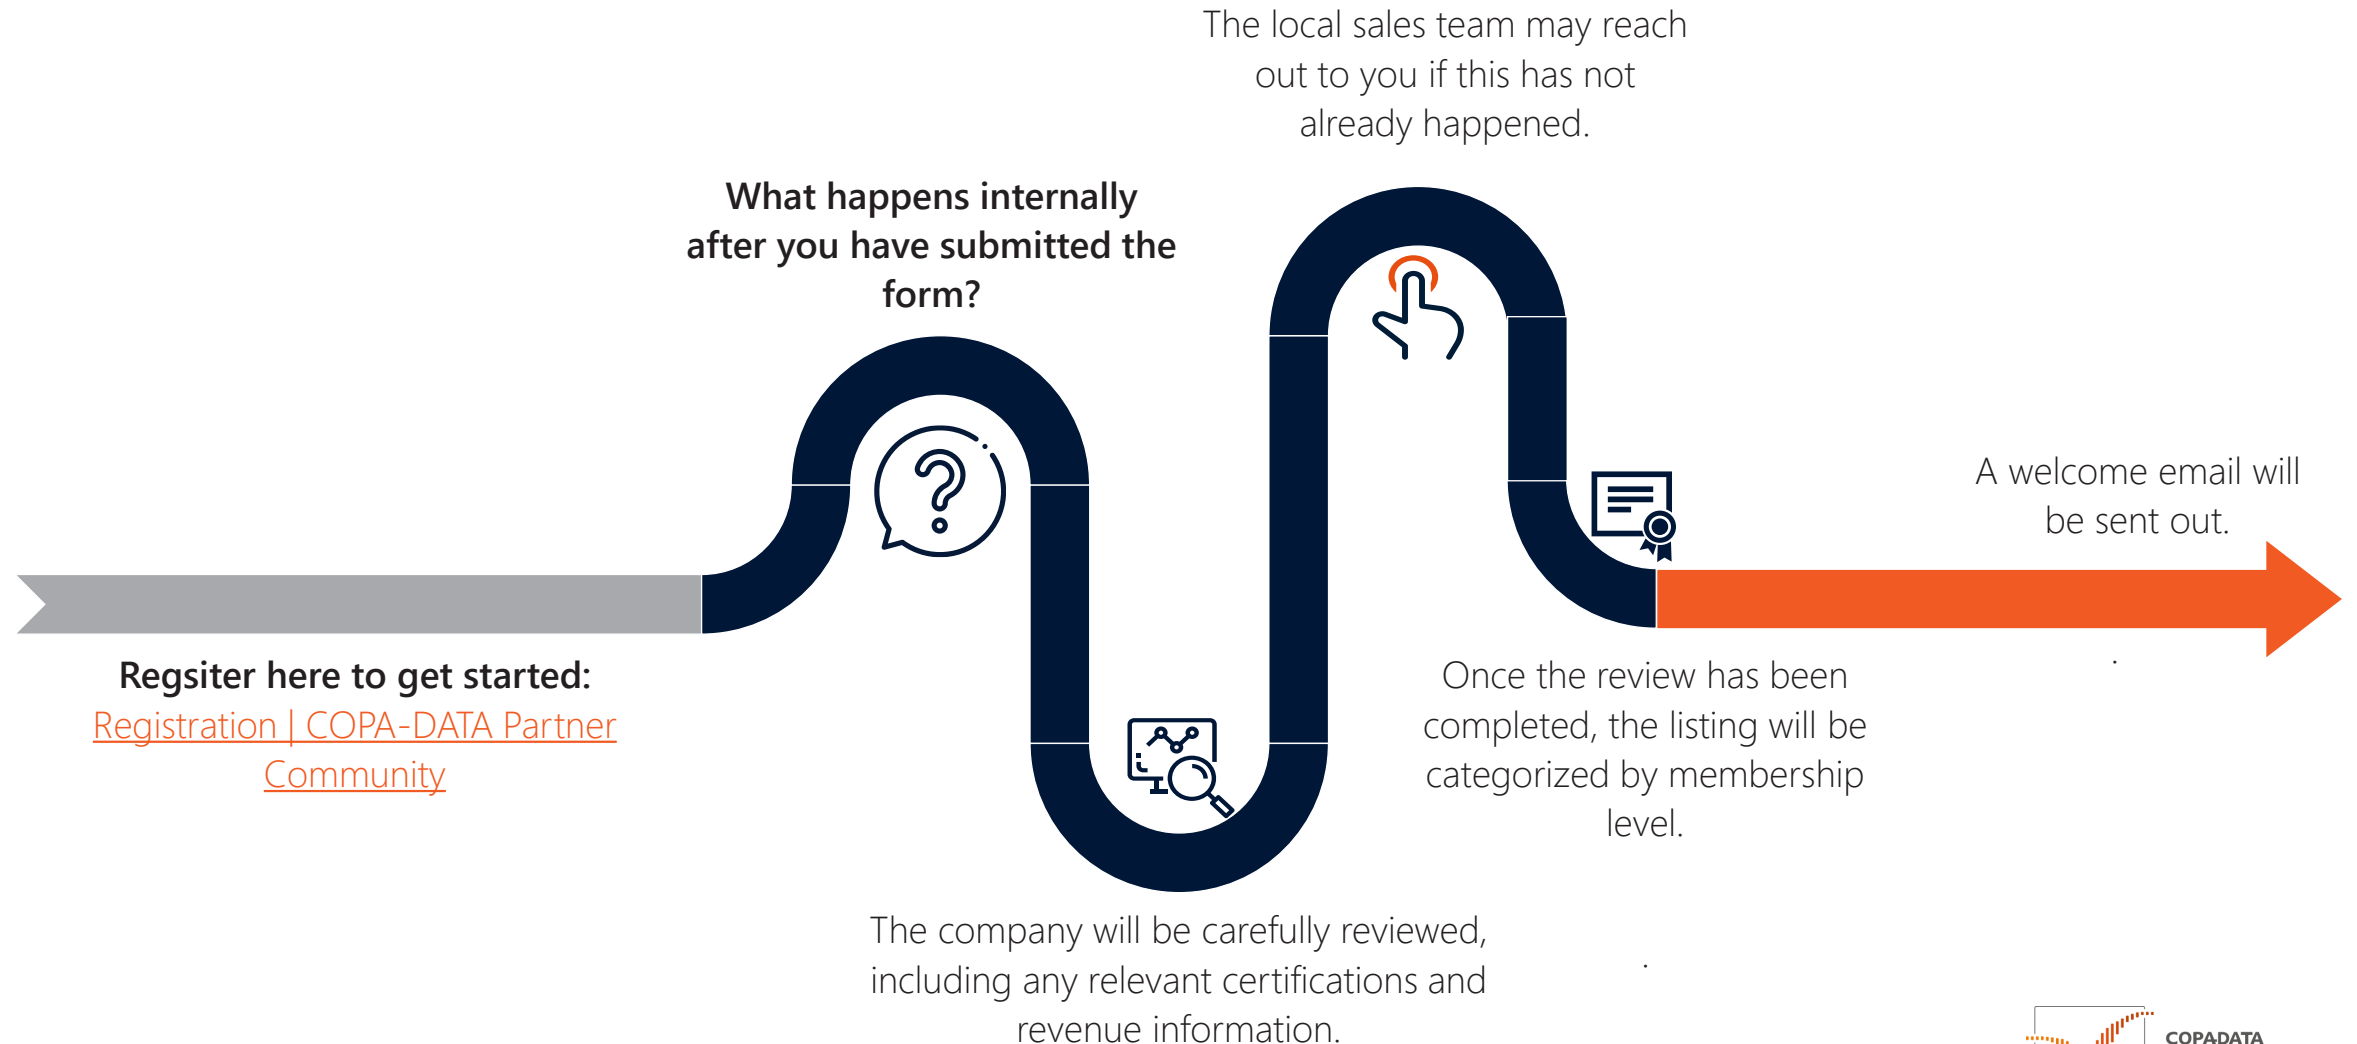 Regsiter here to get started:
Registration | COPA-DATA Partner
Community
What happens internally
after you have submitted the
form?
The company will be carefully reviewed,
including any relevant certifications and
revenue information.
The local sales team may reach
out to you if this has not
already happened.
Once the review has been
completed, the listing will be
categorized by membership
level.
A welcome email will
be sent out.
.
.
COPADATA